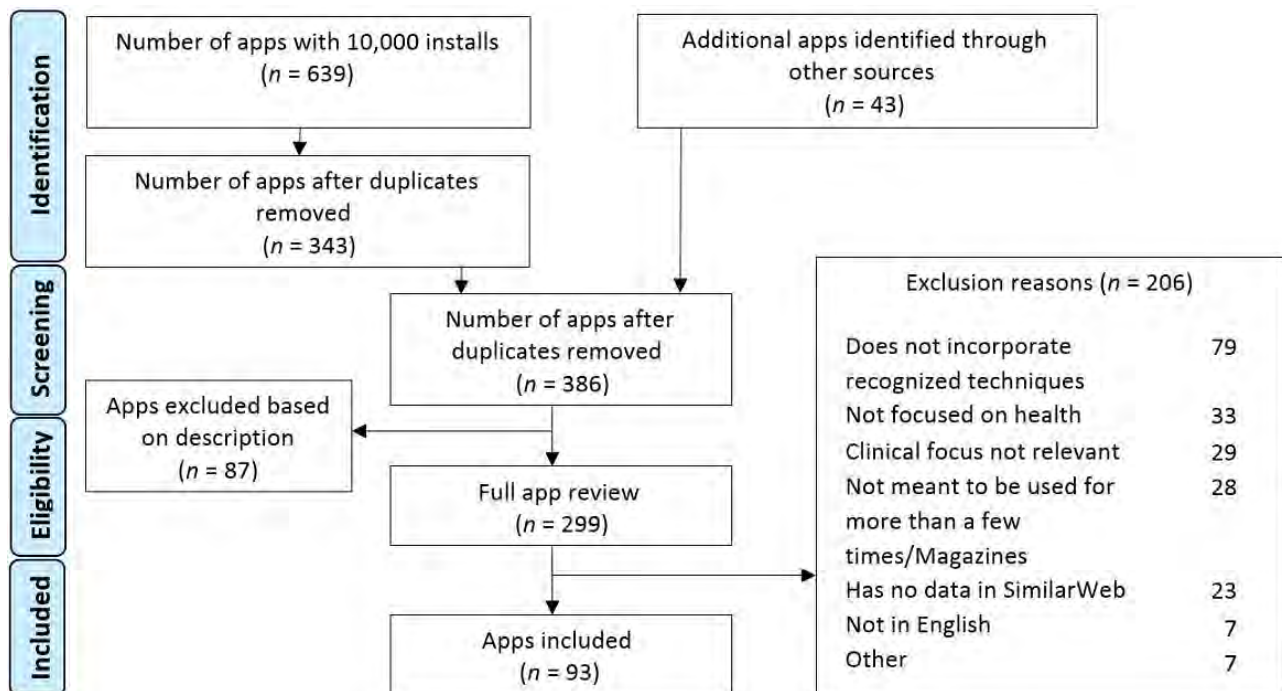 Identification
Number of apps with 10,000 installs
(n = 639)
Additional apps identified through
other sources
(n = 43)
Number of apps after duplicates
removed
(n = 343)
Screening
Number of apps after
duplicates removed
(n = 386)
Apps excluded based
on description
(n = 87)
Eligibility
Full app review
(n = 299)
Exclusion reasons (n = 206)
Does not incorporate 79
recognized techniques
Not focused on health 33
Clinical focus not relevant 29
Not meant to be used for 28
more than a few
times/Magazines
Has no data in SimilarWeb 23
Not in English 7
Other 7
Included
Apps included
(n = 93)